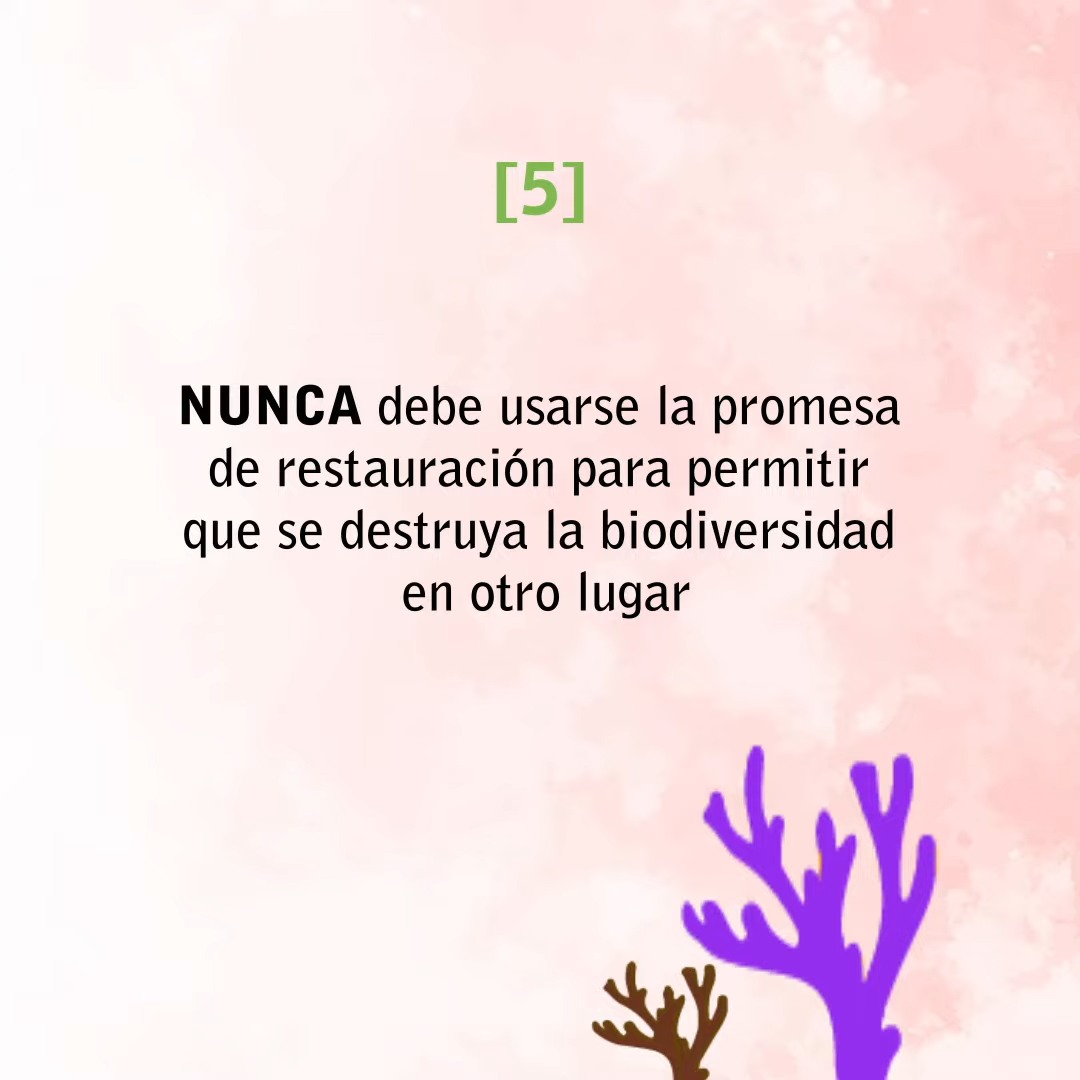 [5]
NUNCA debe usarse la promesa
de restauración para permitir
que se destruya la biodiversidad
en otro lugar